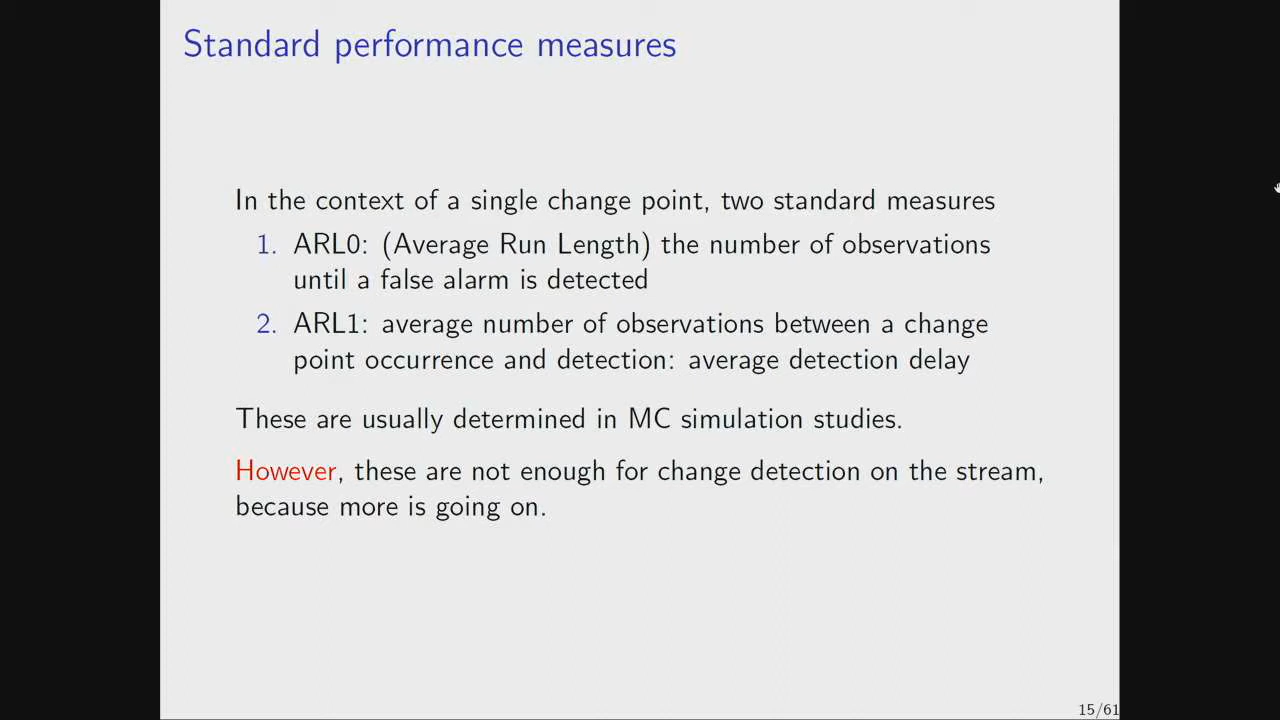 Standard performance measures
In the context of a single change point, two standard measures
1. ARL0: (Average Run Length) the number of observations
until a false alarm is detected
2. ARL1: average number of observations between a change
point occurrence and detection: average detection delay
These are usually determined in MC simulation studies.
However, these are not enough for change detection on the stream,
because more is going on.
15/61